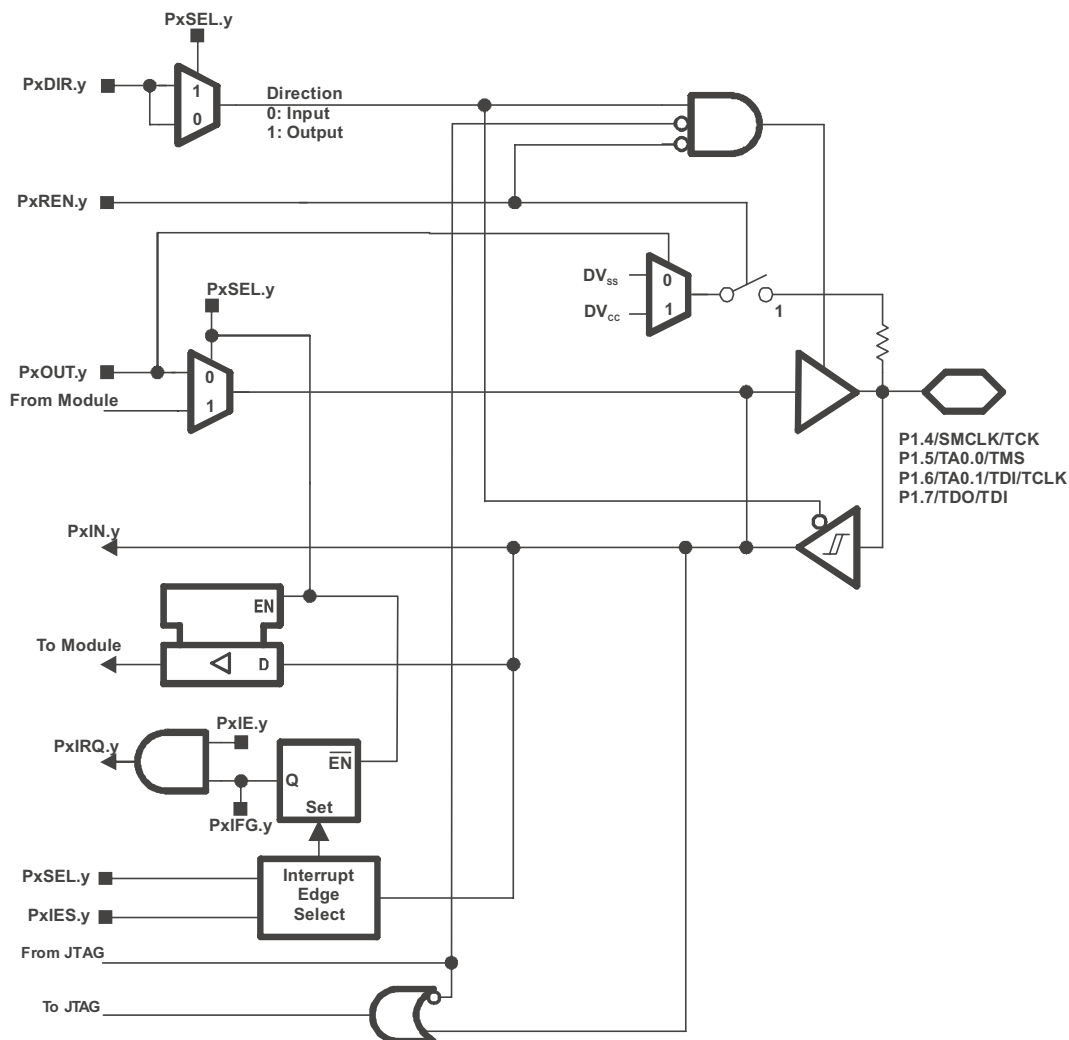 PxSEL.y
PxDIR.y
1
0
Direction
0: Input
1: Output
PxREN.y
DVss
0
DVcc
1
1
PxSEL.y
PxOUT.y
0
From Module
1
P1.4/SMCLK/TCK
P1.5/TA0.0/TMS
P1.6/TA0.1/TDI/TCLK
P1.7/TDO/TDI
PxIN.y
EN
To Module
D
PxIE.y
PxIRQ.y
EN
Q
Set
PxIFG.y
PxSEL.y
Interrupt
Edge
Select
PxIES.y
From JTAG
To JTAG